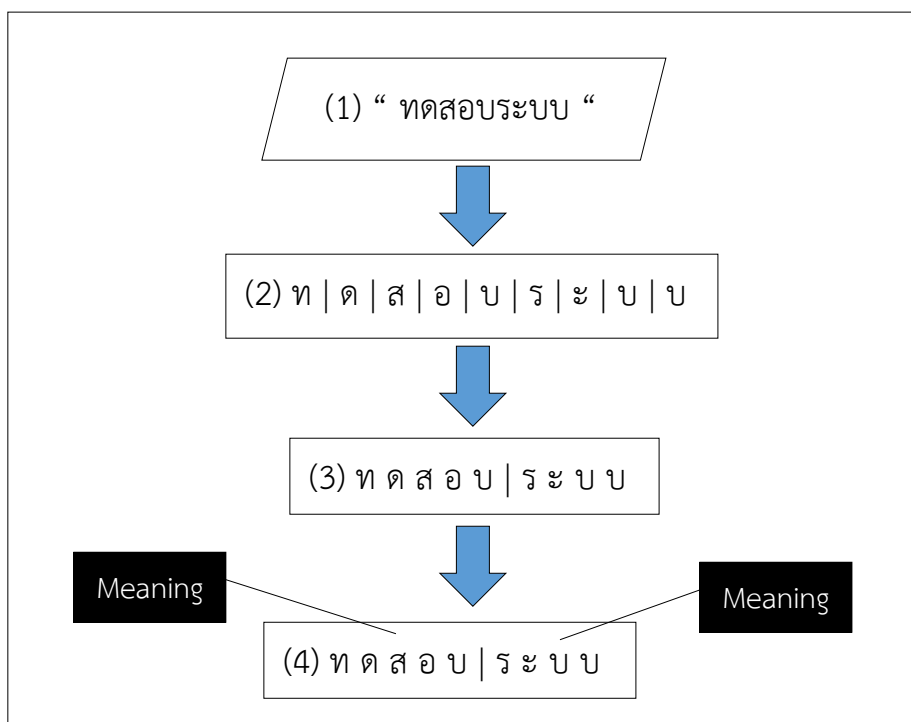 (1) “ ทดสอบระบบ “
(2) ท | ด | ส | อ | บ | ร | ะ | บ | บ
(3) ท ด ส อ บ | ร ะ บ บ
Meaning
Meaning
(4) ท ด ส อ บ | ร ะ บ บ